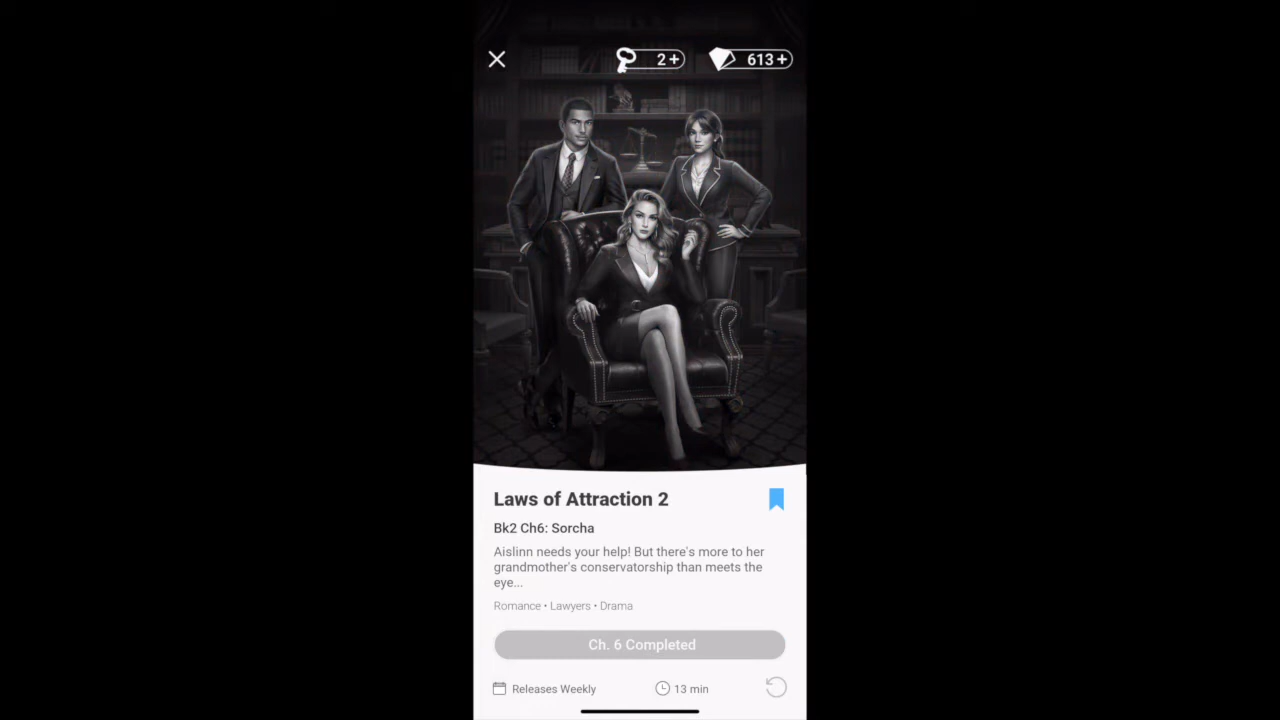 2+ 613+
Laws of Attraction 2
Bk2 Ch6: Sorcha
Aislinn needs your help! But there's more to her
grandmother's conservatorship than meets the
eye...
Romance • Lawyers • Drama
Ch. 6 Completed
Releases Weekly 13 min